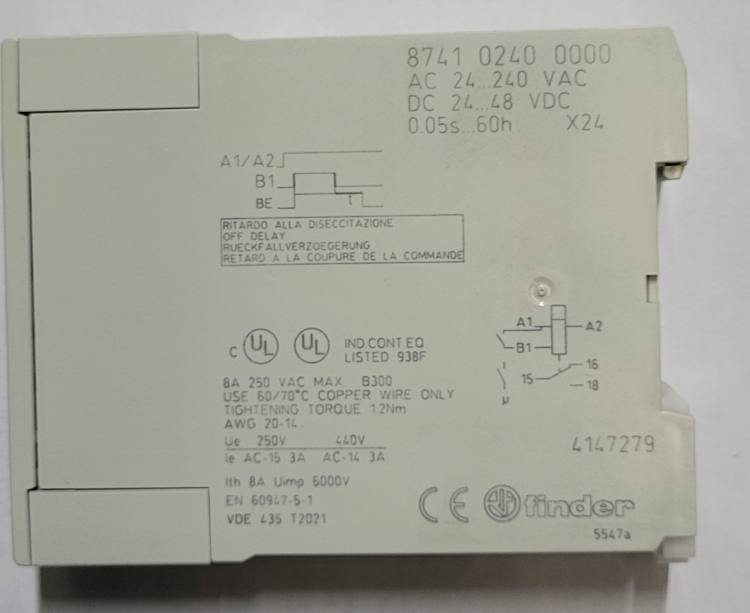 8741 0240 0000
AC 24...240 VAC
DC 24...48 VDC
0.05s...60h X24
A1/A2
B1
BE t
RITARDO ALLA DISECCITAZIONE
OFF DELAY
RUECKFALLVERZOEGERUNG
RETARD A LA COUPURE DE LA COMMANDE
A1 A2
B1
15 16
18
C UL UL IND.CONT.EQ.
LISTED 938F
8A 250 VAC MAX. B300
USE 60/70°C COPPER WIRE ONLY
TIGHTENING TORQUE 1.2Nm
AWG 20-14
Ue 250V 440V
Ie AC-15 3A AC-14 3A
Ith 8A Uimp 6000V
EN 60947-5-1
VDE 435 T2021
4147279
CE finder
5547a